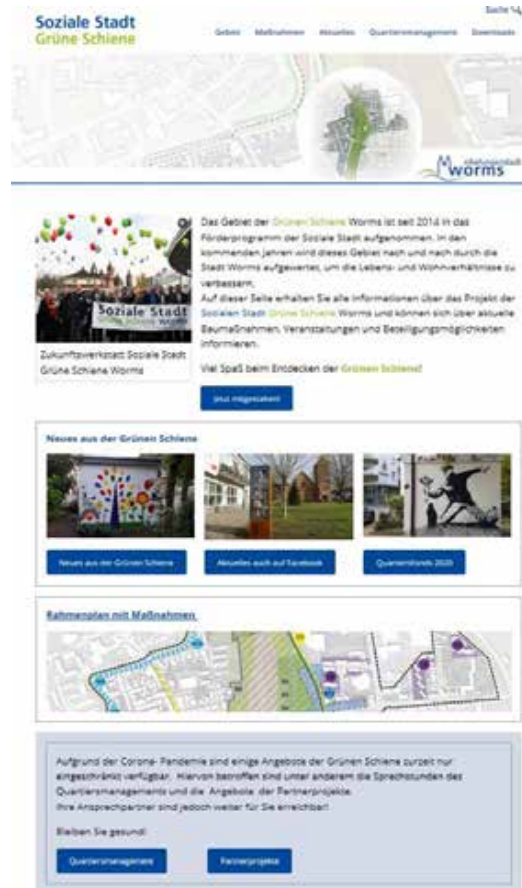 Suche
Soziale Stadt
Grüne Schiene
Gebiet Maßnahmen Aktuelles Quartiersmanagement Downloads
nibelungenstadt
worms
Das Gebiet der Grünen Schiene Worms ist seit 2014 in das
Förderprogramm der Soziale Stadt aufgenommen. In den
kommenden Jahren wird dieses Gebiet nach und nach durch die
Stadt Worms aufgewertet, um die Lebens- und Wohnverhältnisse zu
verbessern.
Auf dieser Seite erhalten Sie alle Informationen über das Projekt der
Sozialen Stadt Grüne Schiene Worms und können sich über aktuelle
Baumaßnahmen, Veranstaltungen und Beteiligungsmöglichkeiten
informieren.
Viel Spaß beim Entdecken der Grünen Schiene!
Soziale Stadt
Grüne Schiene Worms
Zukunftswerkstatt Soziale Stadt
Grüne Schiene Worms
Jetzt mitgestalten!
Neues aus der Grünen Schiene
Neues aus der Grünen Schiene
Aktuelles auch auf Facebook
Quartiersfonds 2020
Rahmenplan mit Maßnahmen
Aufgrund der Corona- Pandemie sind einige Angebote der Grünen Schiene zurzeit nur
eingeschränkt verfügbar. Hiervon betroffen sind unter anderem die Sprechstunden des
Quartiersmanagements und die Angebote der Partnerprojekte.
Ihre Ansprechpartner sind jedoch weiter für Sie erreichbar!
Bleiben Sie gesund!
Quartiersmanagement
Partnerprojekte